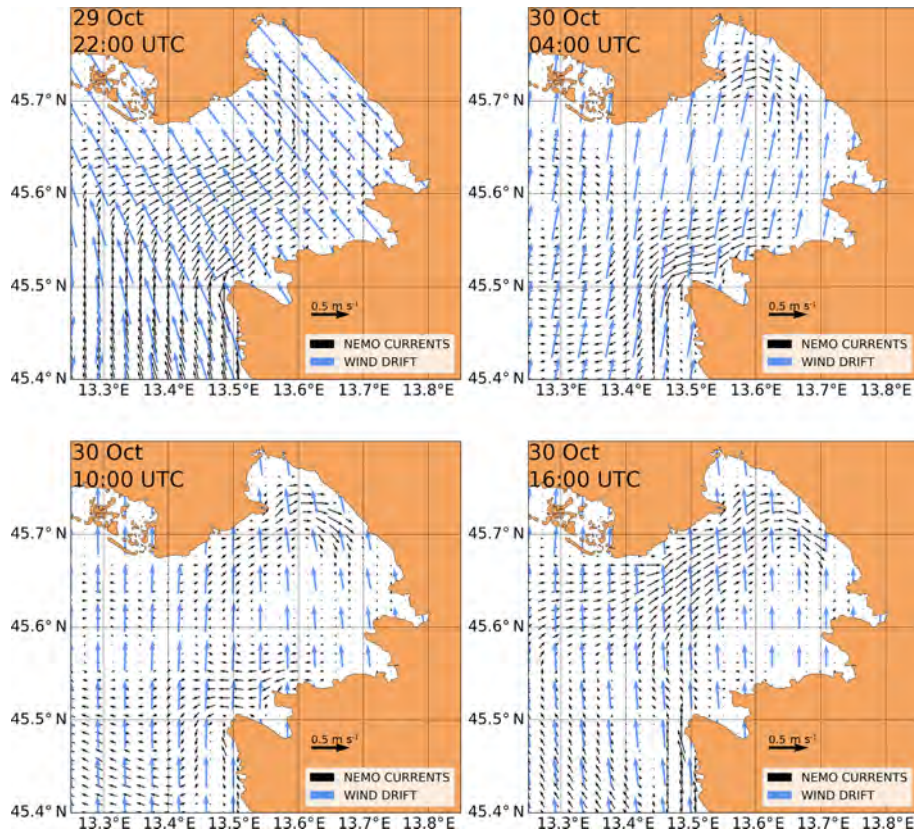 29 Oct
22:00 UTC
45.7° N
45.6° N
45.5° N
45.4° N
0.5 m s⁻¹
NEMO CURRENTS
WIND DRIFT
13.3°E 13.4°E 13.5°E 13.6°E 13.7°E 13.8°E
30 Oct
04:00 UTC
45.7° N
45.6° N
45.5° N
45.4° N
0.5 m s⁻¹
NEMO CURRENTS
WIND DRIFT
13.3°E 13.4°E 13.5°E 13.6°E 13.7°E 13.8°E
30 Oct
10:00 UTC
45.7° N
45.6° N
45.5° N
45.4° N
0.5 m s⁻¹
NEMO CURRENTS
WIND DRIFT
13.3°E 13.4°E 13.5°E 13.6°E 13.7°E 13.8°E
30 Oct
16:00 UTC
45.7° N
45.6° N
45.5° N
45.4° N
0.5 m s⁻¹
NEMO CURRENTS
WIND DRIFT
13.3°E 13.4°E 13.5°E 13.6°E 13.7°E 13.8°E